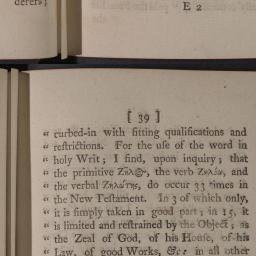 derers;
E 2
[ 39 ]
“ curbed-in with fitting qualifications and
“ reſtrictions. For the uſe of the word in
“ holy Writ; I find, upon inquiry; that
“ the primitive Ζῆλος, the verb Ζηλόω, and
“ the verbal Ζηλωτής, do occur 33 times in
“ the New Teſtament. In 3 of which only,
“ it is ſimply taken in good part; in 15, it
“ is limited and reſtrained by the Object; as
“ the Zeal of God, of his Houſe, of his
“ Law, of good Works, &c: in all other